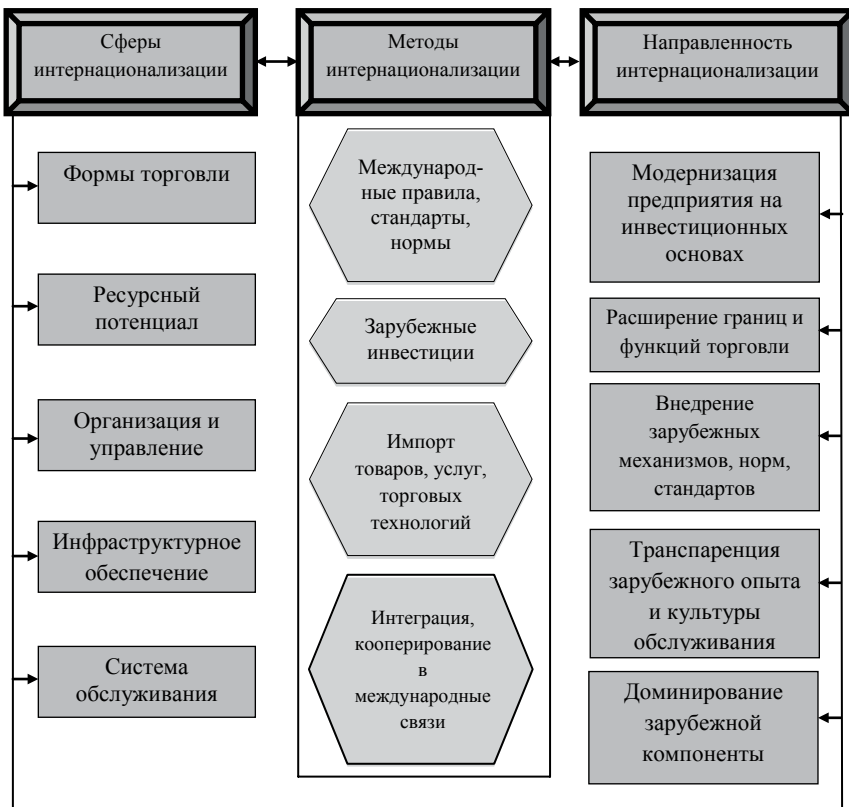 Сферы
интернационализации
Методы
интернационализации
Направленность
интернационализации
Формы торговли
Ресурсный
потенциал
Организация и
управление
Инфраструктурное
обеспечение
Система
обслуживания
Международ-
ные правила,
стандарты,
нормы
Зарубежные
инвестиции
Импорт
товаров, услуг,
торговых
технологий
Интеграция,
кооперирование
в
международные
связи
Модернизация
предприятия на
инвестиционных
основах
Расширение границ и
функций торговли
Внедрение
зарубежных
механизмов, норм,
стандартов
Транспаренция
зарубежного опыта
и культуры
обслуживания
Доминирование
зарубежной
компоненты